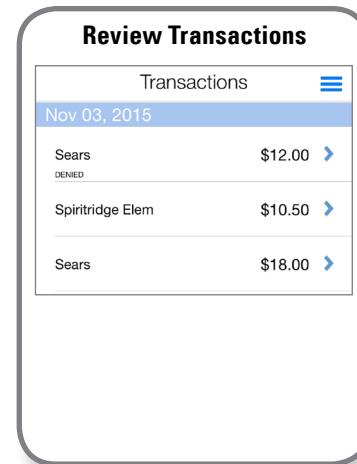 Review Transactions
Transactions
Nov 03, 2015
Sears $12.00
DENIED
Spiritridge Elem $10.50
Sears $18.00